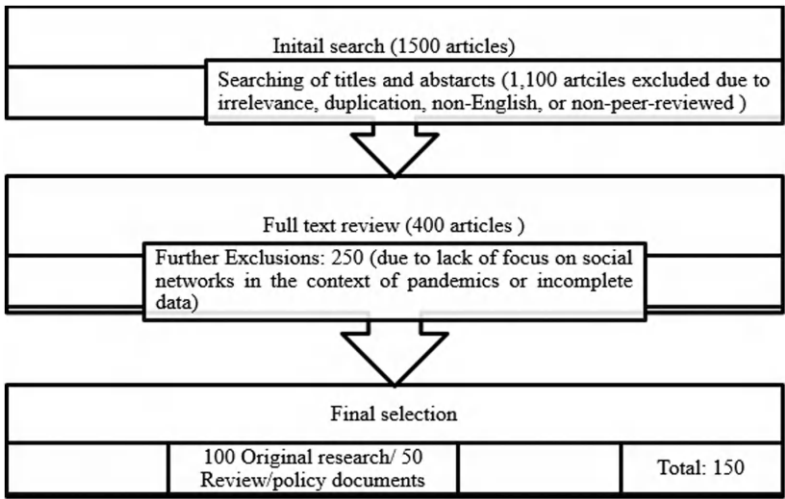 Initail search (1500 articles)
Searching of titles and abstarcts (1,100 artciles excluded due to
irrelevance, duplication, non-English, or non-peer-reviewed )
Full text review (400 articles )
Further Exclusions: 250 (due to lack of focus on social
networks in the context of pandemics or incomplete
data)
Final selection
100 Original research/ 50
Review/policy documents
Total: 150